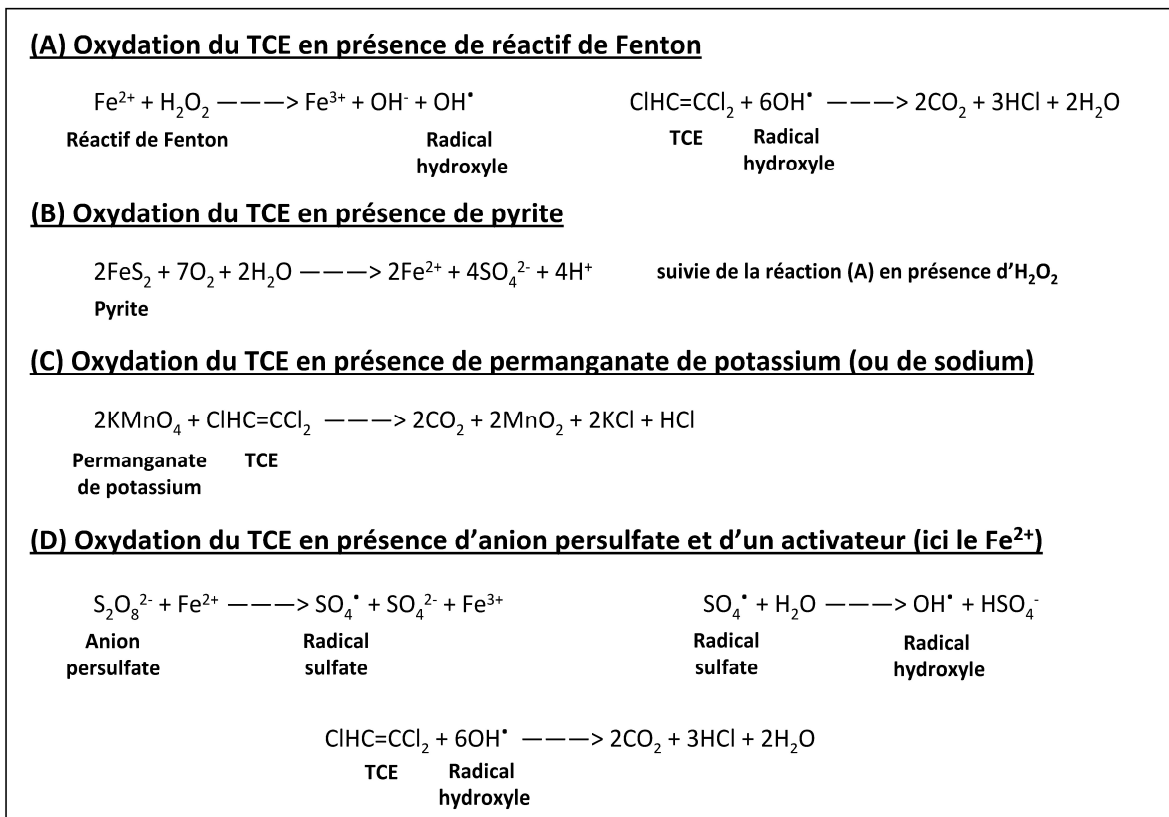 (A) Oxydation du TCE en présence de réactif de Fenton
Fe²⁺ + H₂O₂ ———> Fe³⁺ + OH⁻ + OH•
Réactif de Fenton
Radical
hydroxyle
ClHC=CCl₂ + 6OH• ———> 2CO₂ + 3HCl + 2H₂O
TCE
Radical
hydroxyle
(B) Oxydation du TCE en présence de pyrite
2FeS₂ + 7O₂ + 2H₂O ———> 2Fe²⁺ + 4SO₄²⁻ + 4H⁺
suivie de la réaction (A) en présence d’H₂O₂
Pyrite
(C) Oxydation du TCE en présence de permanganate de potassium (ou de sodium)
2KMnO₄ + ClHC=CCl₂ ———> 2CO₂ + 2MnO₂ + 2KCl + HCl
Permanganate
de potassium
TCE
(D) Oxydation du TCE en présence d’anion persulfate et d’un activateur (ici le Fe²⁺)
S₂O₈²⁻ + Fe²⁺ ———> SO₄• + SO₄²⁻ + Fe³⁺
Anion
persulfate
Radical
sulfate
SO₄• + H₂O ———> OH• + HSO₄⁻
Radical
sulfate
Radical
hydroxyle
ClHC=CCl₂ + 6OH• ———> 2CO₂ + 3HCl + 2H₂O
TCE
Radical
hydroxyle